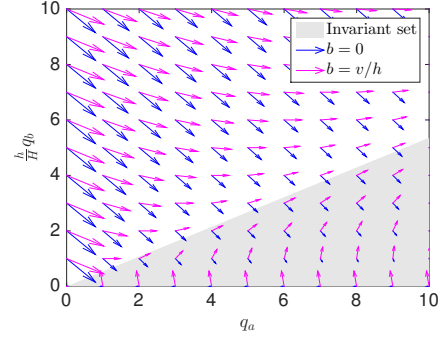 Invariant set
b = 0
b = v/h
10
8
6
4
2
0
h/H q_b
0 2 4 6 8 10
q_a